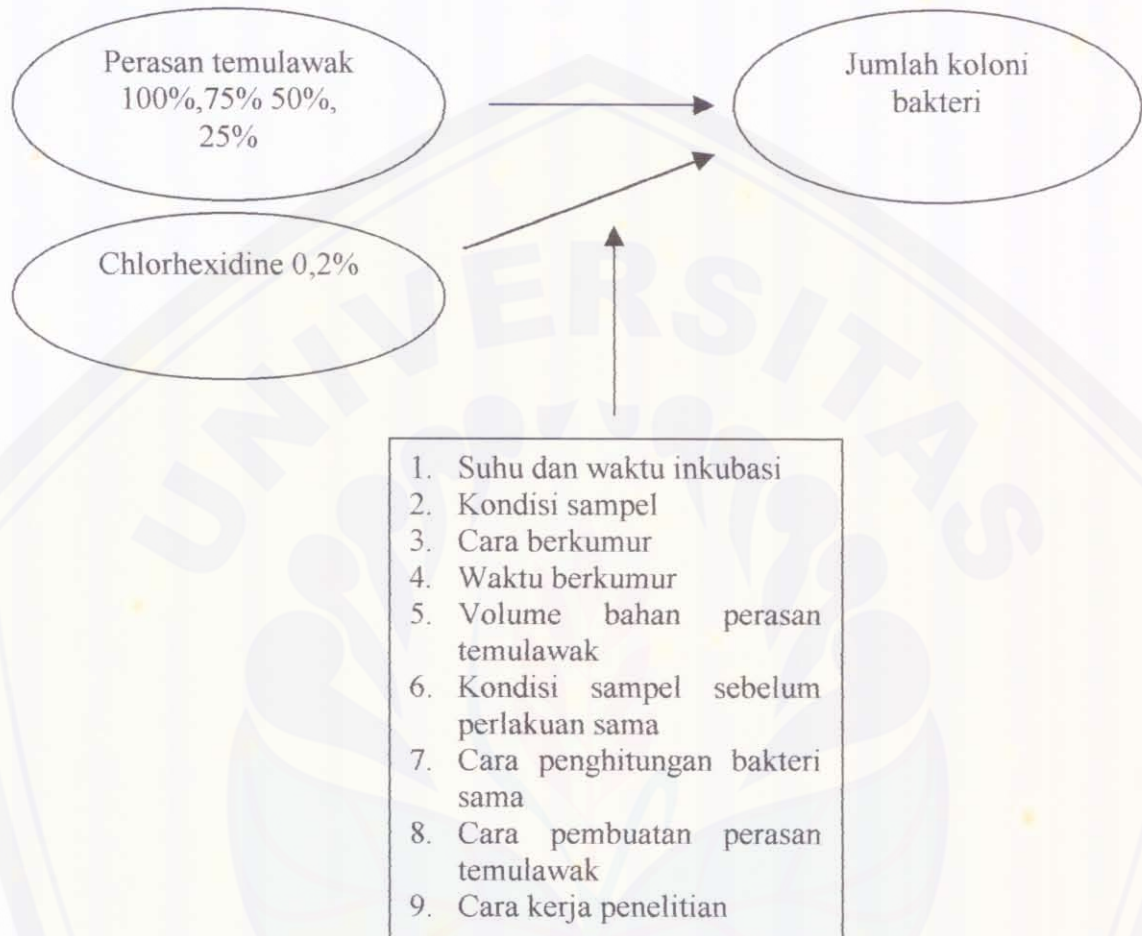 Perasan temulawak
100%,75% 50%,
25%
Jumlah koloni
bakteri
Chlorhexidine 0,2%
UNIVERSITAS
1. Suhu dan waktu inkubasi
2. Kondisi sampel
3. Cara berkumur
4. Waktu berkumur
5. Volume bahan perasan
temulawak
6. Kondisi sampel sebelum
perlakuan sama
7. Cara penghitungan bakteri
sama
8. Cara pembuatan perasan
temulawak
9. Cara kerja penelitian